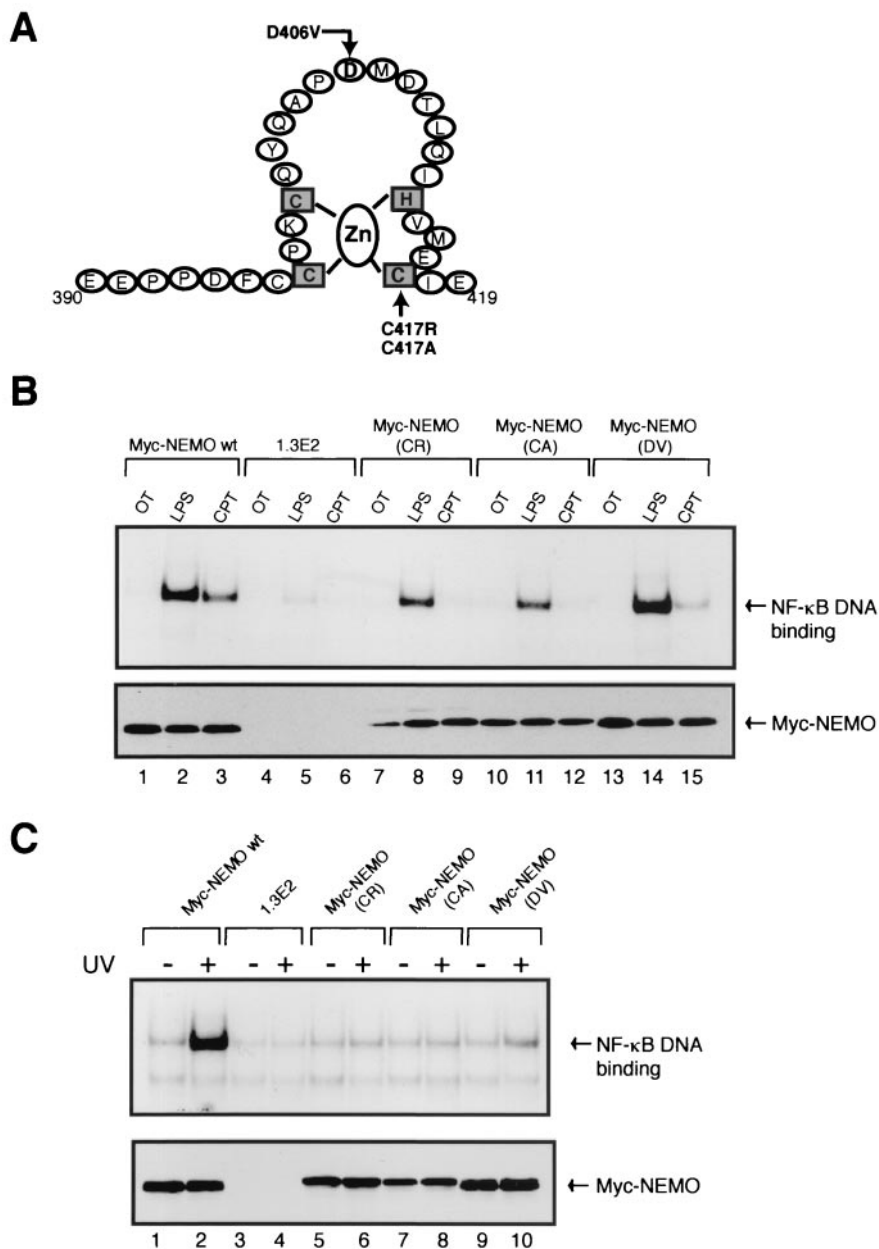 A
D406V
P D M D
A T
Q L
Y Q
Q I
C H
K V
Zn M
P E
E E P P D F C C C I E
390 419
C417R
C417A
B
Myc-NEMO wt 1.3E2 Myc-NEMO (CR) Myc-NEMO (CA) Myc-NEMO (DV)
OT LPS CPT OT LPS CPT OT LPS CPT OT LPS CPT OT LPS CPT
NF-κB DNA
binding
Myc-NEMO
1 2 3 4 5 6 7 8 9 10 11 12 13 14 15
C
Myc-NEMO wt 1.3E2 Myc-NEMO (CR) Myc-NEMO (CA) Myc-NEMO (DV)
UV - + - + - + - + - +
NF-κB DNA
binding
Myc-NEMO
1 2 3 4 5 6 7 8 9 10